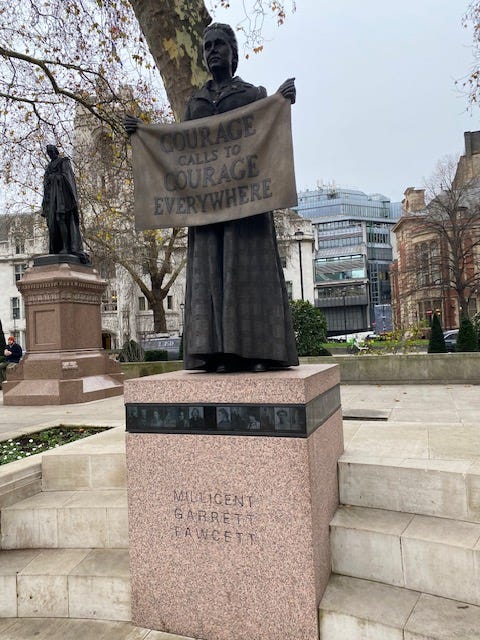 COURAGE
CALLS TO
COURAGE
EVERYWHERE
MILLICENT
GARRETT
FAWCETT